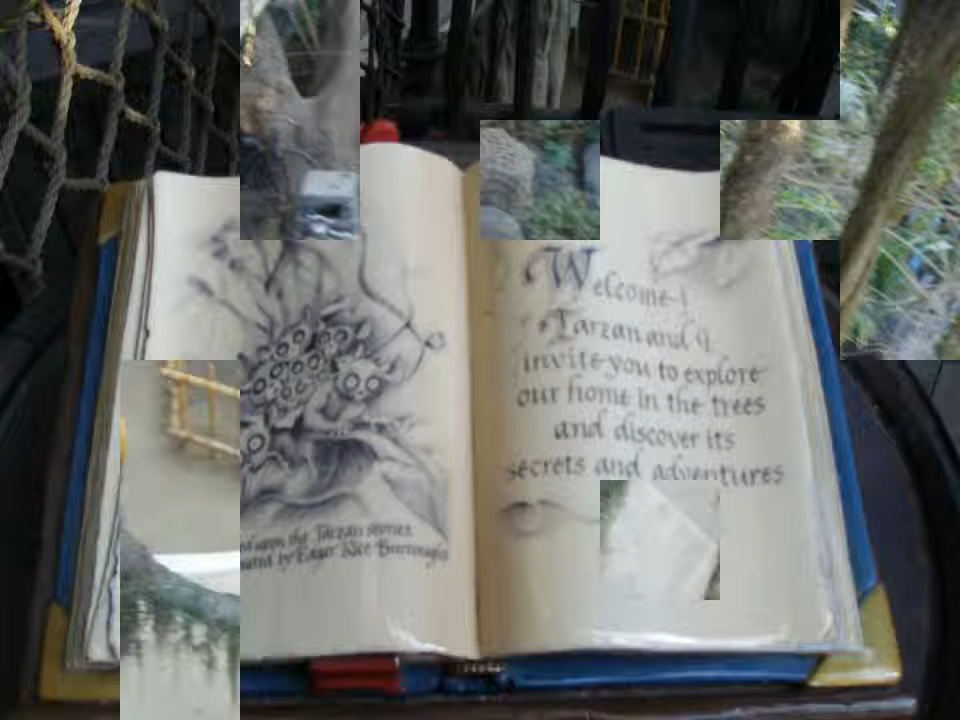 upon the Tarzan stories
by Edgar Rice Burroughs
Welcome!
Tarzan and I
invite you to explore
our home in the trees
and discover its
secrets and adventures